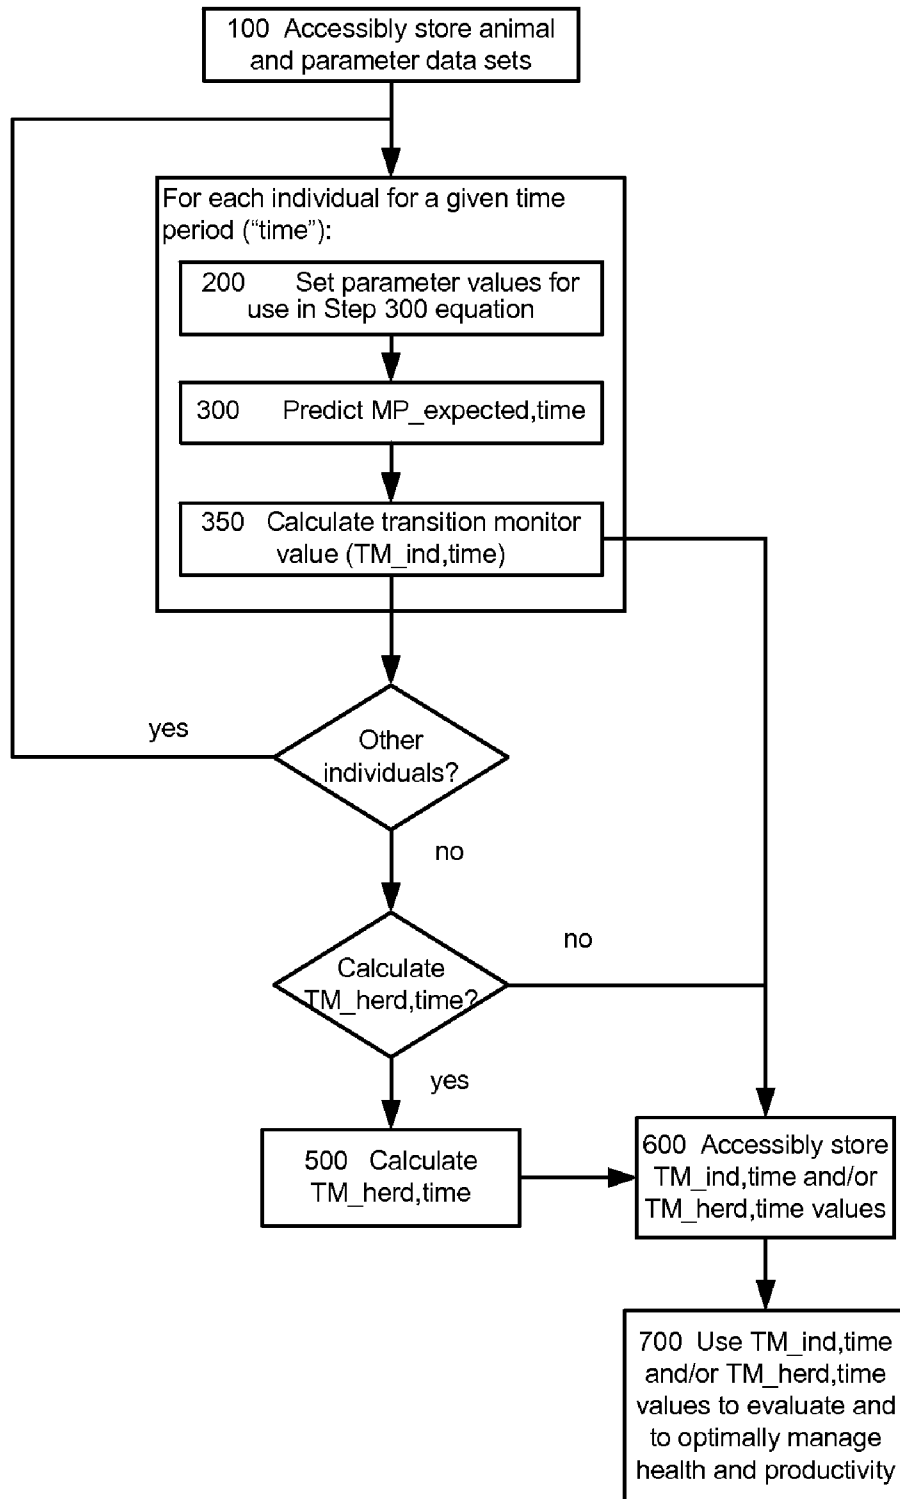 100 Accessibly store animal
and parameter data sets
For each individual for a given time
period (“time”):
200 Set parameter values for
use in Step 300 equation
300 Predict MP_expected,time
350 Calculate transition monitor
value (TM_ind,time)
yes
Other
individuals?
no
no
Calculate
TM_herd,time?
yes
500 Calculate
TM_herd,time
600 Accessibly store
TM_ind,time and/or
TM_herd,time values
700 Use TM_ind,time
and/or TM_herd,time
values to evaluate and
to optimally manage
health and productivity